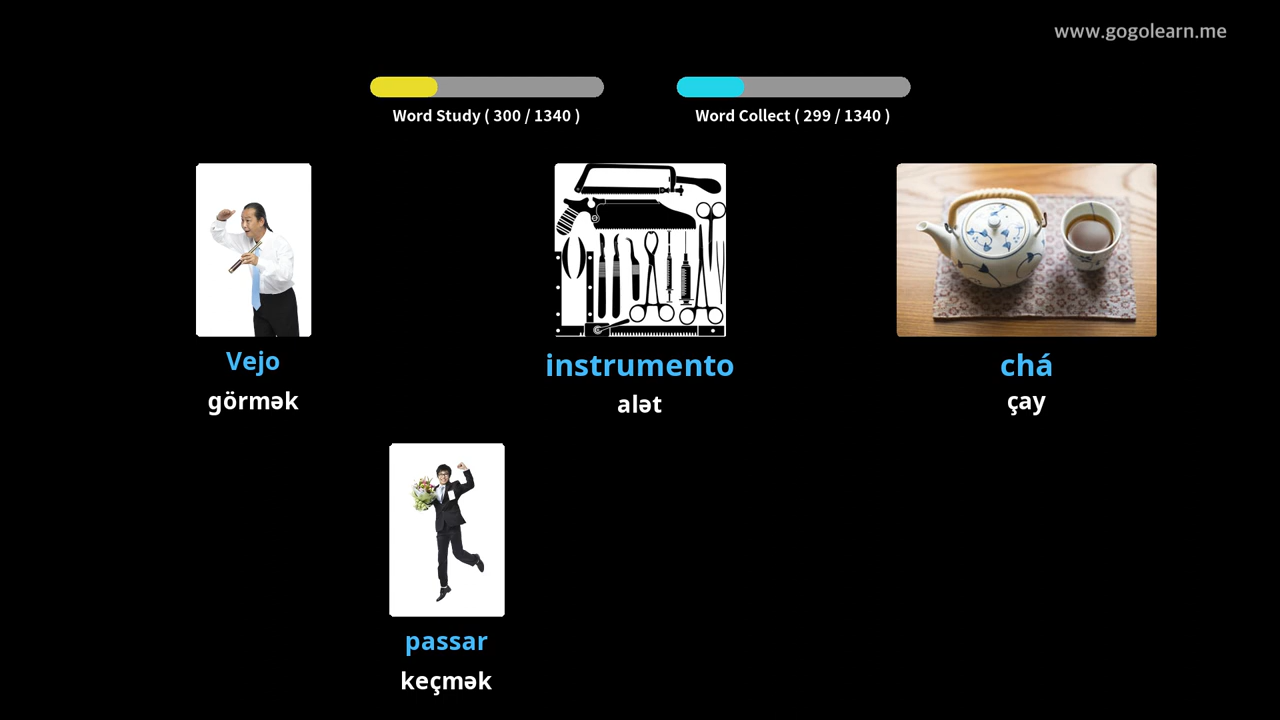 www.gogolearn.me
Word Study ( 300 / 1340 )
Word Collect ( 299 / 1340 )
Vejo
görmək
instrumento
alət
chá
çay
passar
keçmək